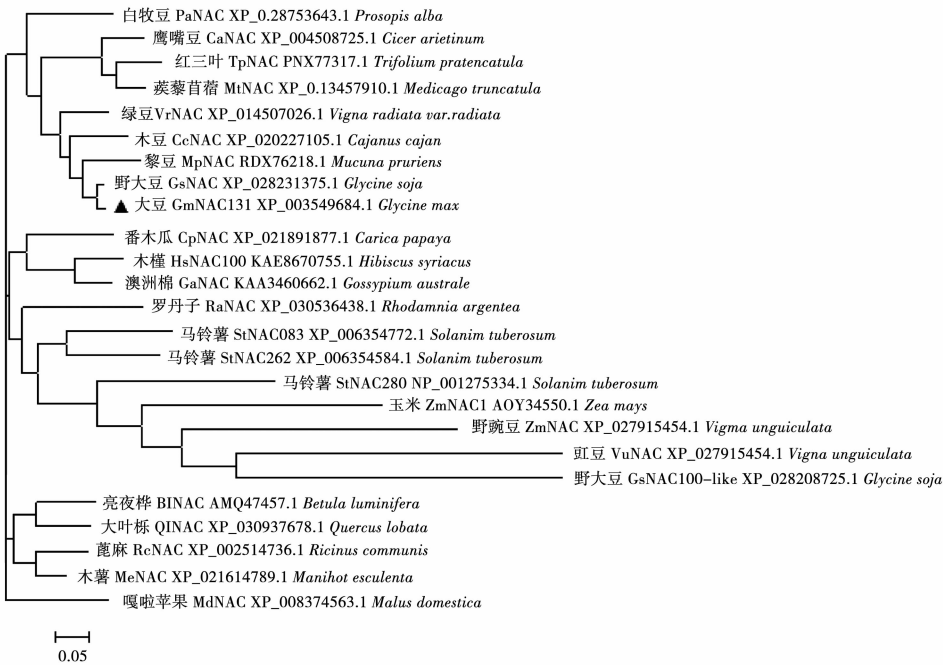 白牧豆 PaNAC XP_0.28753643.1 Prosopis alba
鹰嘴豆 CaNAC XP_004508725.1 Cicer arietinum
红三叶 TpNAC PNX77317.1 Trifolium pratencatula
蒺藜苜蓿 MtNAC XP_0.13457910.1 Medicago truncatula
绿豆VrNAC XP_014507026.1 Vigna radiata var.radiata
木豆 CcNAC XP_020227105.1 Cajanus cajan
黎豆 MpNAC RDX76218.1 Mucuna pruriens
野大豆 GsNAC XP_028231375.1 Glycine soja
▲ 大豆 GmNAC131 XP_003549684.1 Glycine max
番木瓜 CpNAC XP_021891877.1 Carica papaya
木槿 HsNAC100 KAE8670755.1 Hibiscus syriacus
澳洲棉 GaNAC KAA3460662.1 Gossypium australe
罗丹子 RaNAC XP_030536438.1 Rhodamnia argentea
马铃薯 StNAC083 XP_006354772.1 Solanim tuberosum
马铃薯 StNAC262 XP_006354584.1 Solanim tuberosum
马铃薯 StNAC280 NP_001275334.1 Solanim tuberosum
玉米 ZmNAC1 AOY34550.1 Zea mays
野豌豆 ZmNAC XP_027915454.1 Vigma unguiculata
豇豆 VuNAC XP_027915454.1 Vigna unguiculata
野大豆 GsNAC100-like XP_028208725.1 Glycine soja
亮夜桦 BINAC AMQ47457.1 Betula luminifera
大叶栎 QINAC XP_030937678.1 Quercus lobata
蓖麻 RcNAC XP_002514736.1 Ricinus communis
木薯 MeNAC XP_021614789.1 Manihot esculenta
嘎啦苹果 MdNAC XP_008374563.1 Malus domestica
0.05